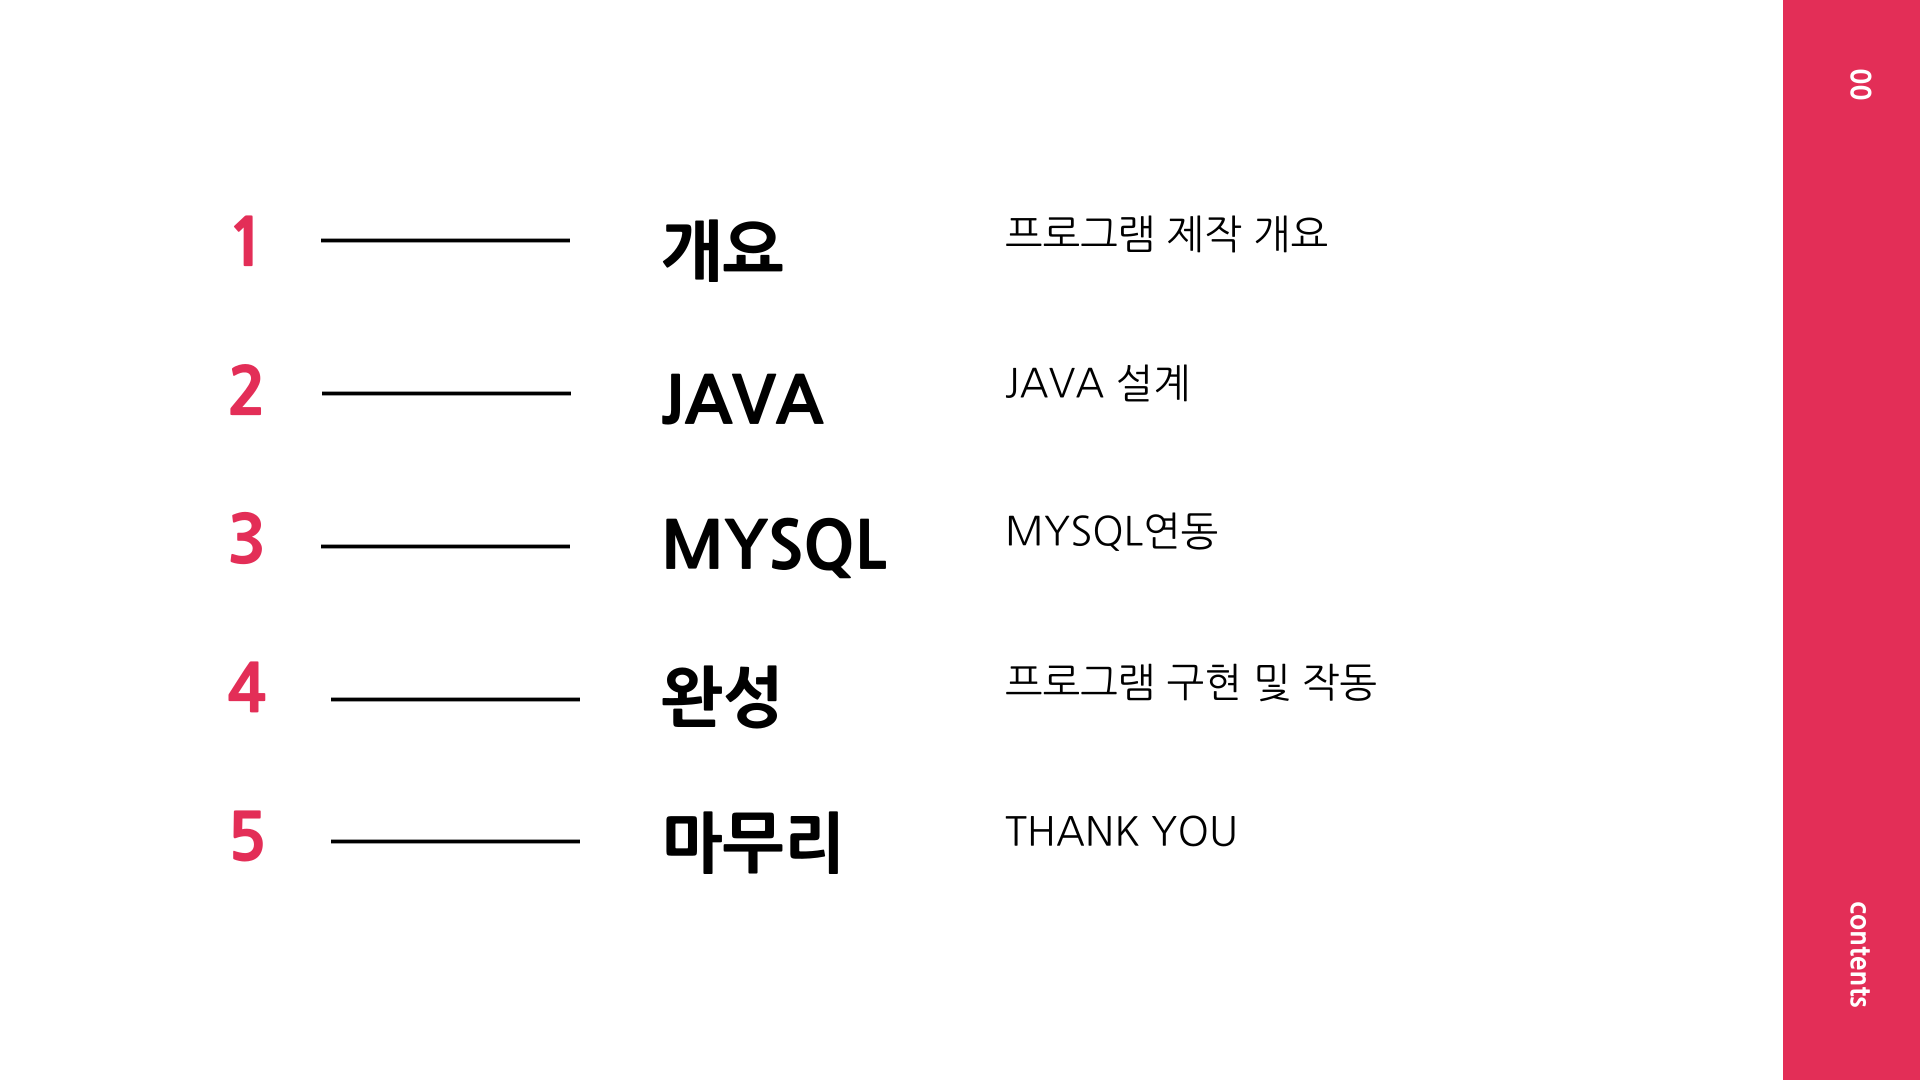 1 개요 프로그램 제작 개요
2 JAVA JAVA 설계
3 MYSQL MYSQL연동
4 완성 프로그램 구현 및 작동
5 마무리 THANK YOU
00
contents